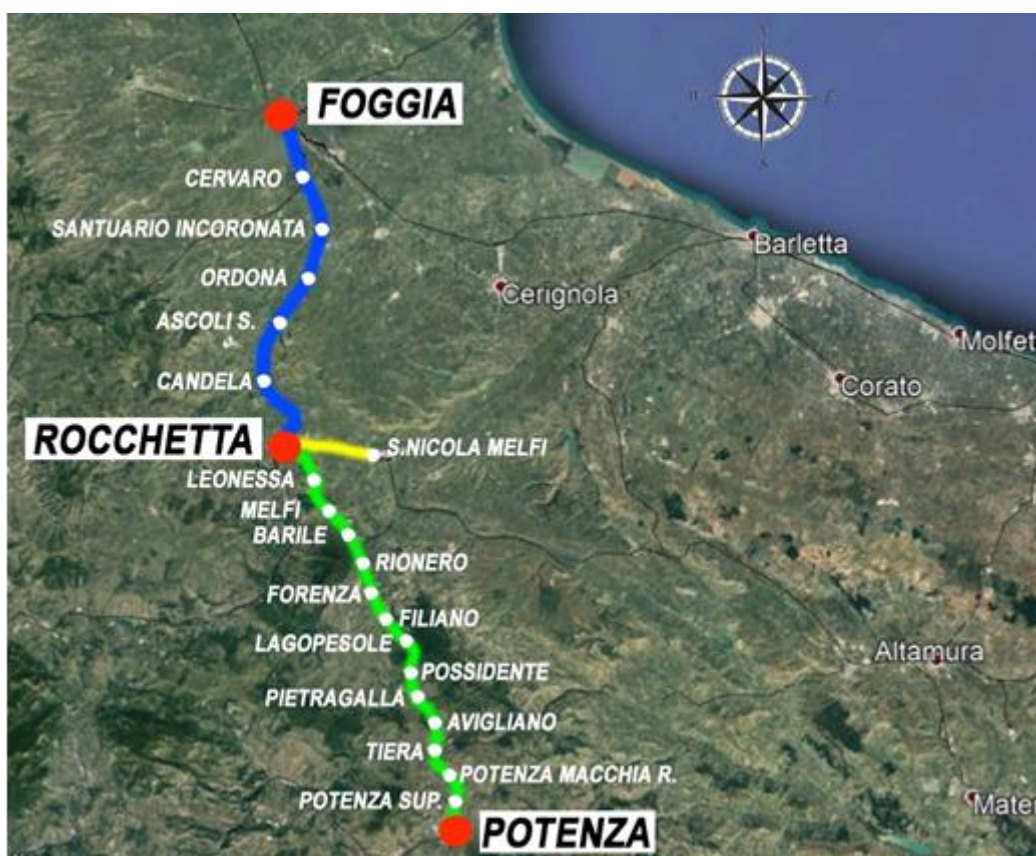 FOGGIA
CERVARO
SANTUARIO INCORONATA
Barletta
ORDONA
Cerignola
ASCOLI S.
Molfet
CANDELA
Corato
ROCCHETTA
S.NICOLA MELFI
LEONESSA
MELFI
BARILE
RIONERO
FORENZA
FILIANO
LAGOPESOLE
Altamura
POSSIDENTE
PIETRAGALLA
AVIGLIANO
TIERA
POTENZA MACCHIA R.
POTENZA SUP.
Mater
POTENZA